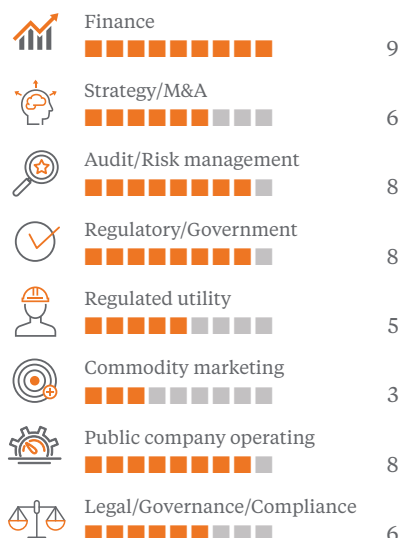 Finance
9
Strategy/M&A
6
Audit/Risk management
8
Regulatory/Government
8
Regulated utility
5
Commodity marketing
3
Public company operating
8
Legal/Governance/Compliance
6